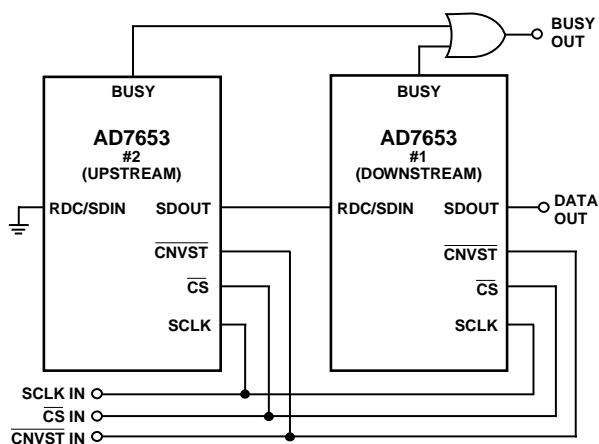 BUSY
OUT
BUSY
BUSY
AD7653
#2
(UPSTREAM)
AD7653
#1
(DOWNSTREAM)
RDC/SDIN
SDOUT
RDC/SDIN
SDOUT
DATA
OUT
CNVST
CNVST
CS
CS
SCLK
SCLK
SCLK IN
CS IN
CNVST IN